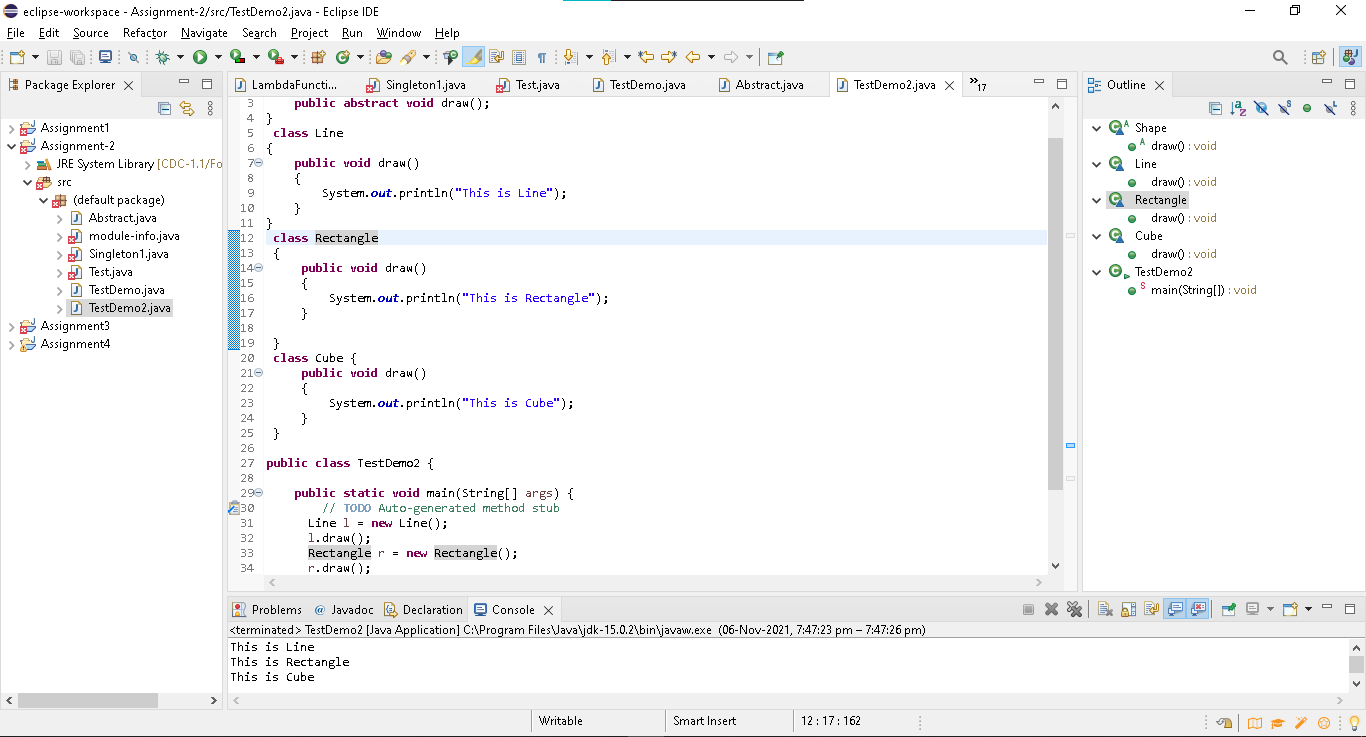 eclipse-workspace - Assignment-2/src/TestDemo2.java - Eclipse IDE
File Edit Source Refactor Navigate Search Project Run Window Help
Package Explorer
LambdaFuncti... Singleton1.java Test.java TestDemo.java Abstract.java TestDemo2.java »17
Outline
Assignment1
Assignment-2
JRE System Library [CDC-1.1/Fo
src
(default package)
Abstract.java
module-info.java
Singleton1.java
Test.java
TestDemo.java
TestDemo2.java
Assignment3
Assignment4
3 public abstract void draw();
4 }
5 class Line
6 {
7 public void draw()
8 {
9 System.out.println("This is Line");
10 }
11 }
12 class Rectangle
13 {
14 public void draw()
15 {
16 System.out.println("This is Rectangle");
17 }
18
19 }
20 class Cube {
21 public void draw()
22 {
23 System.out.println("This is Cube");
24 }
25 }
26
27 public class TestDemo2 {
28
29 public static void main(String[] args) {
30 // TODO Auto-generated method stub
31 Line l = new Line();
32 l.draw();
33 Rectangle r = new Rectangle();
34 r.draw();
Shape
draw() : void
Line
draw() : void
Rectangle
draw() : void
Cube
draw() : void
TestDemo2
main(String[]) : void
Problems @ Javadoc Declaration Console
<terminated> TestDemo2 [Java Application] C:\Program Files\Java\jdk-15.0.2\bin\javaw.exe (06-Nov-2021, 7:47:23 pm – 7:47:26 pm)
This is Line
This is Rectangle
This is Cube
Writable Smart Insert 12 : 17 : 162